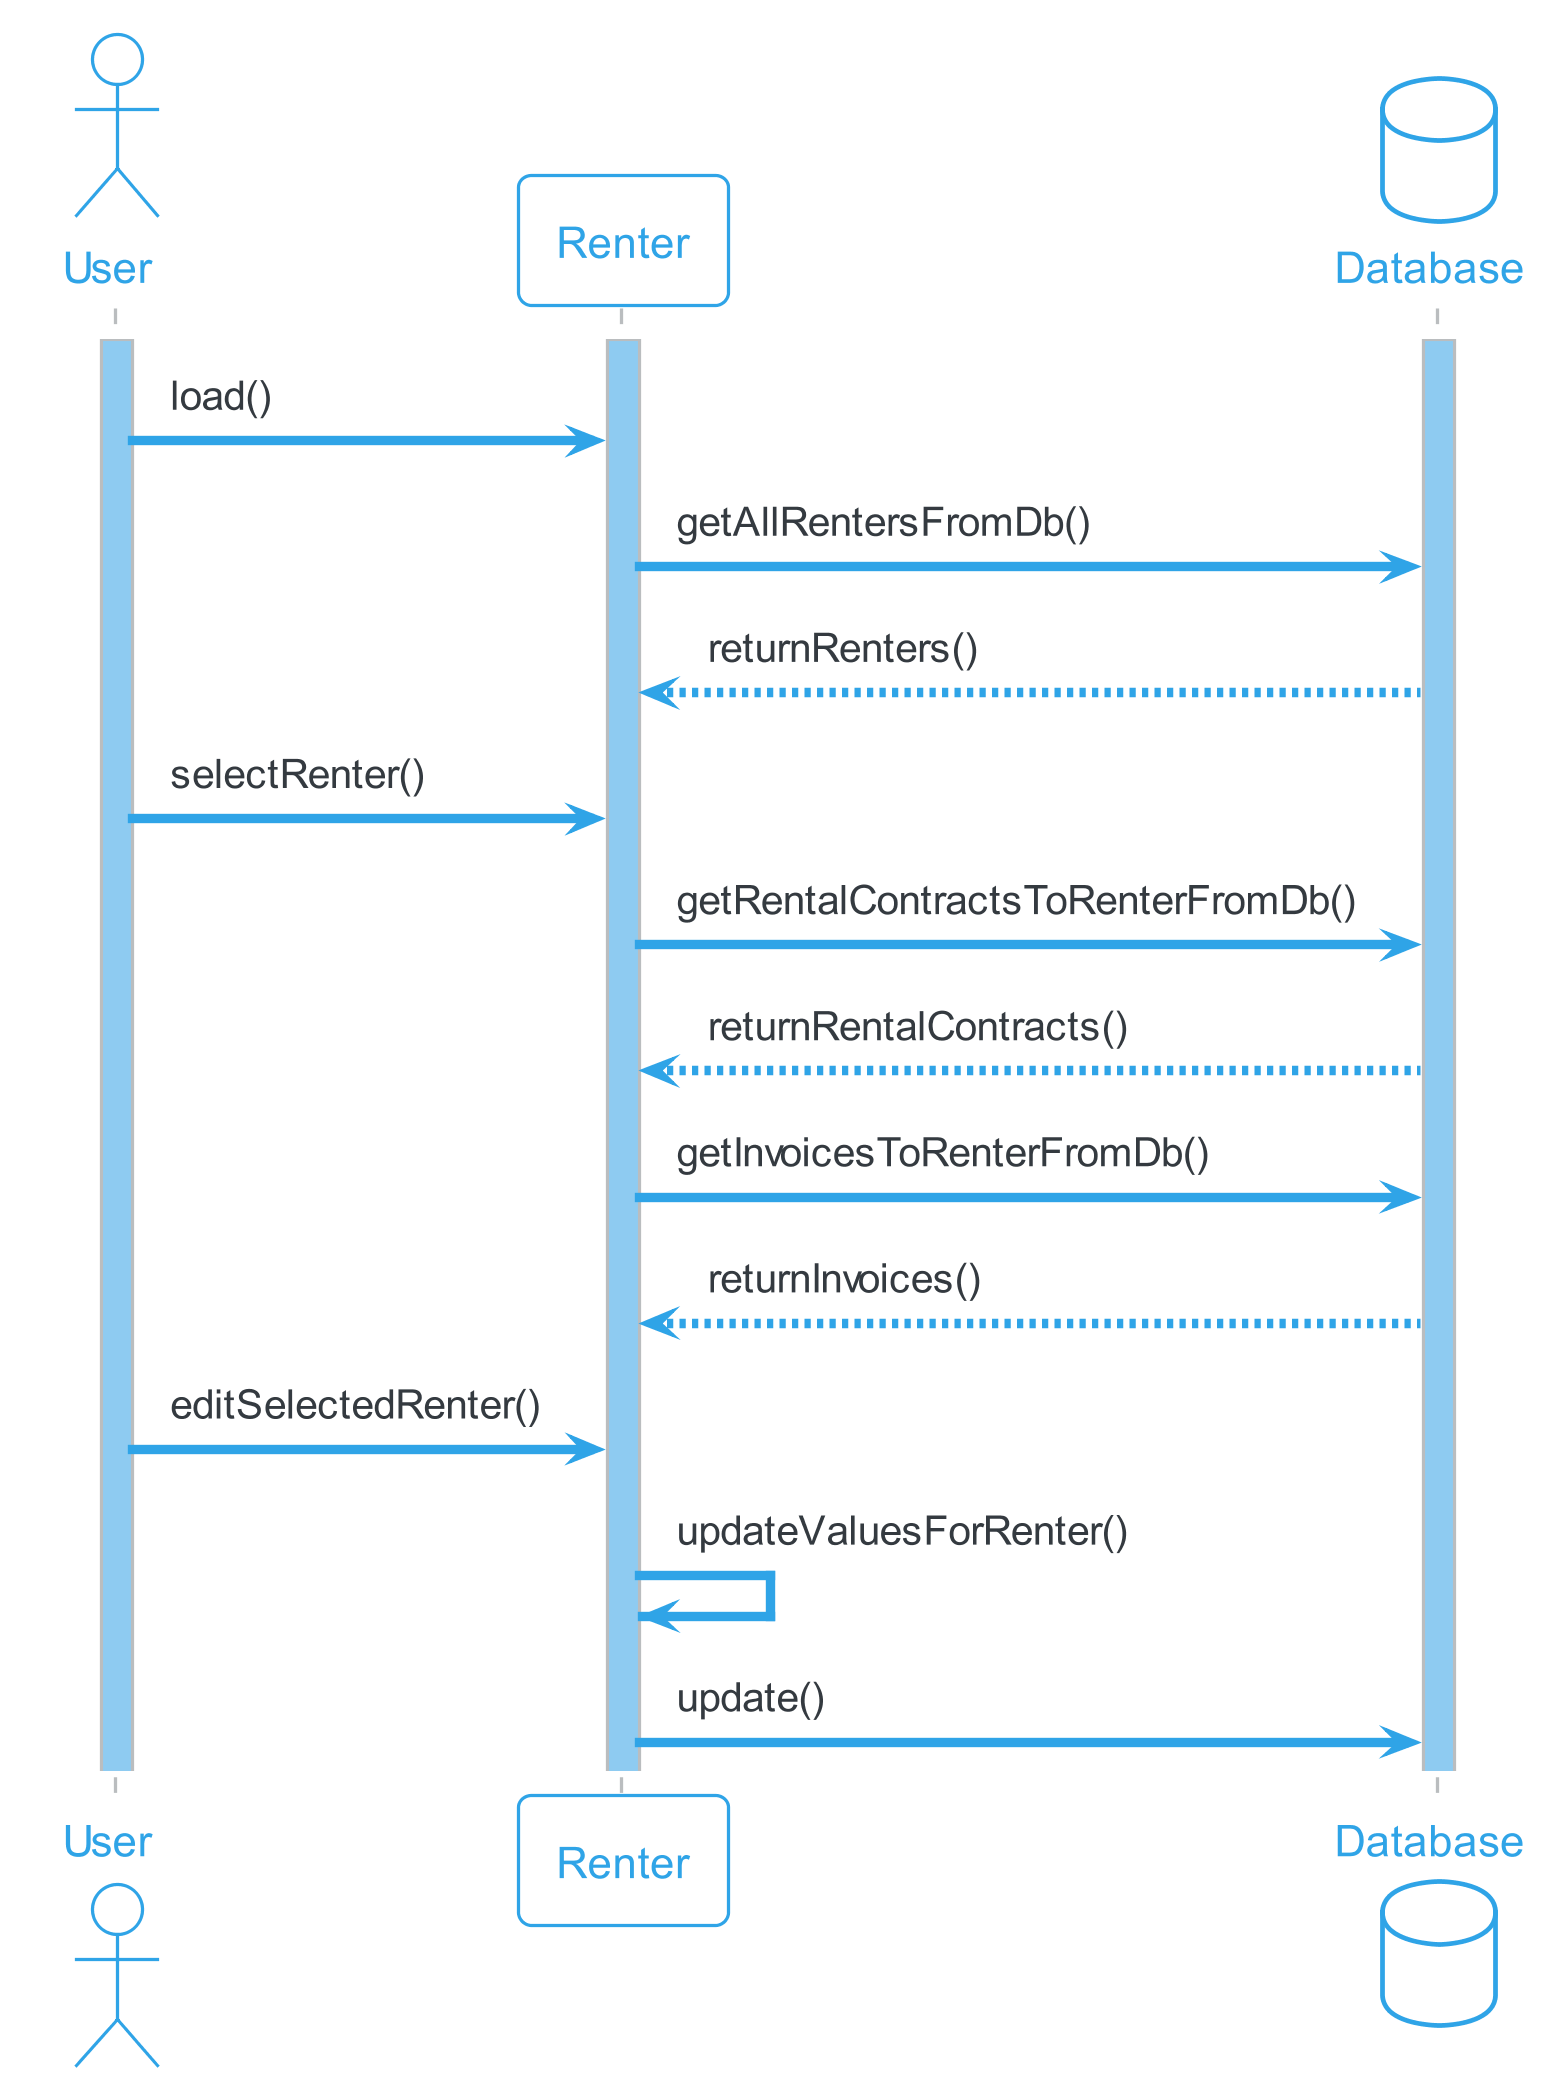 User
Renter
Database
load()
getAllRentersFromDb()
returnRenters()
selectRenter()
getRentalContractsToRenterFromDb()
returnRentalContracts()
getInvoicesToRenterFromDb()
returnInvoices()
editSelectedRenter()
updateValuesForRenter()
update()
User
Renter
Database